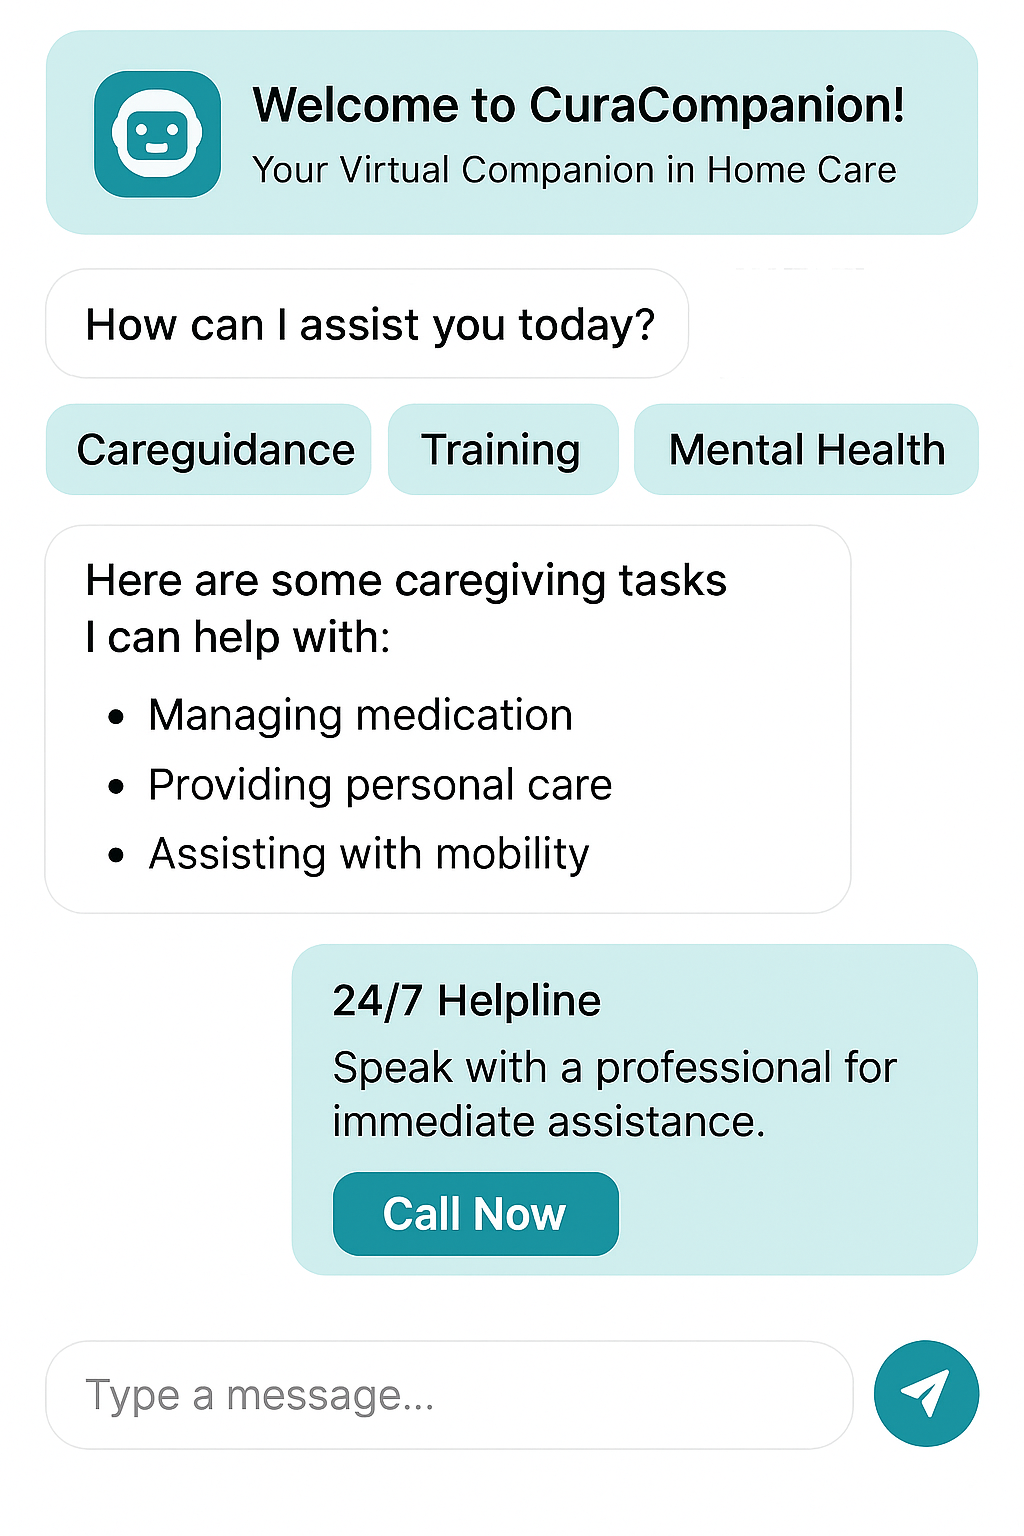 Welcome to CuraCompanion!
Your Virtual Companion in Home Care
How can I assist you today?
Careguidance
Training
Mental Health
Here are some caregiving tasks
I can help with:
• Managing medication
• Providing personal care
• Assisting with mobility
24/7 Helpline
Speak with a professional for
immediate assistance.
Call Now
Type a message...